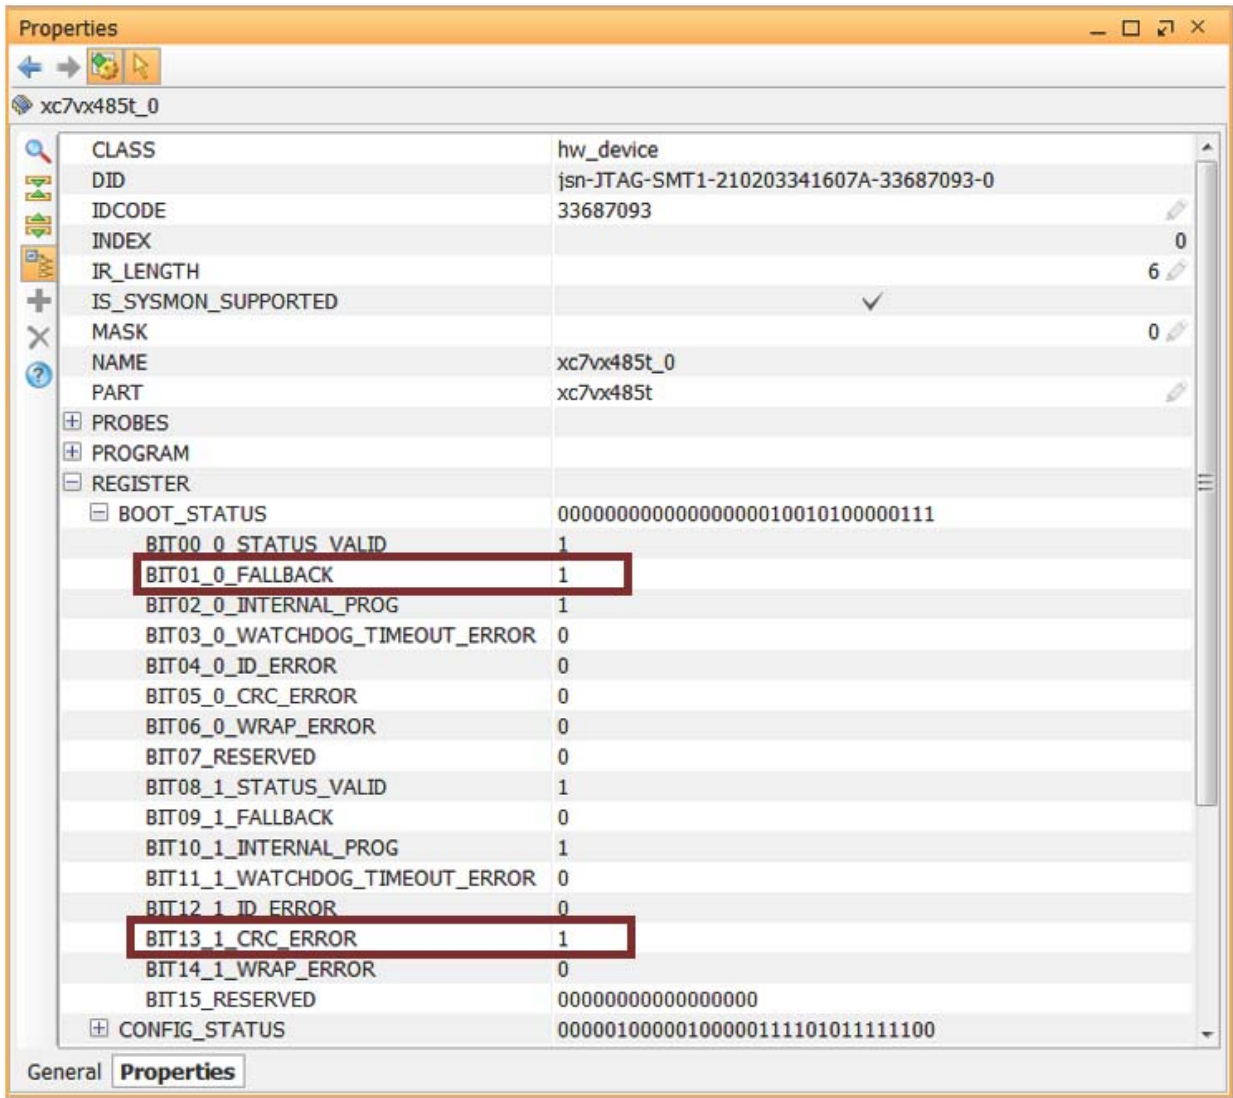 Properties
xc7vx485t_0
CLASS hw_device
DID jsn-JTAG-SMT1-210203341607A-33687093-0
IDCODE 33687093
INDEX 0
IR_LENGTH 6
IS_SYSMON_SUPPORTED
MASK 0
NAME xc7vx485t_0
PART xc7vx485t
PROBES
PROGRAM
REGISTER
BOOT_STATUS 00000000000000000010010100000111
BIT00_0_STATUS_VALID 1
BIT01_0_FALLBACK 1
BIT02_0_INTERNAL_PROG 1
BIT03_0_WATCHDOG_TIMEOUT_ERROR 0
BIT04_0_ID_ERROR 0
BIT05_0_CRC_ERROR 0
BIT06_0_WRAP_ERROR 0
BIT07_RESERVED 0
BIT08_1_STATUS_VALID 1
BIT09_1_FALLBACK 0
BIT10_1_INTERNAL_PROG 1
BIT11_1_WATCHDOG_TIMEOUT_ERROR 0
BIT12_1_ID_ERROR 0
BIT13_1_CRC_ERROR 1
BIT14_1_WRAP_ERROR 0
BIT15_RESERVED 00000000000000000
CONFIG_STATUS 00000100000100000111101011111100
General Properties